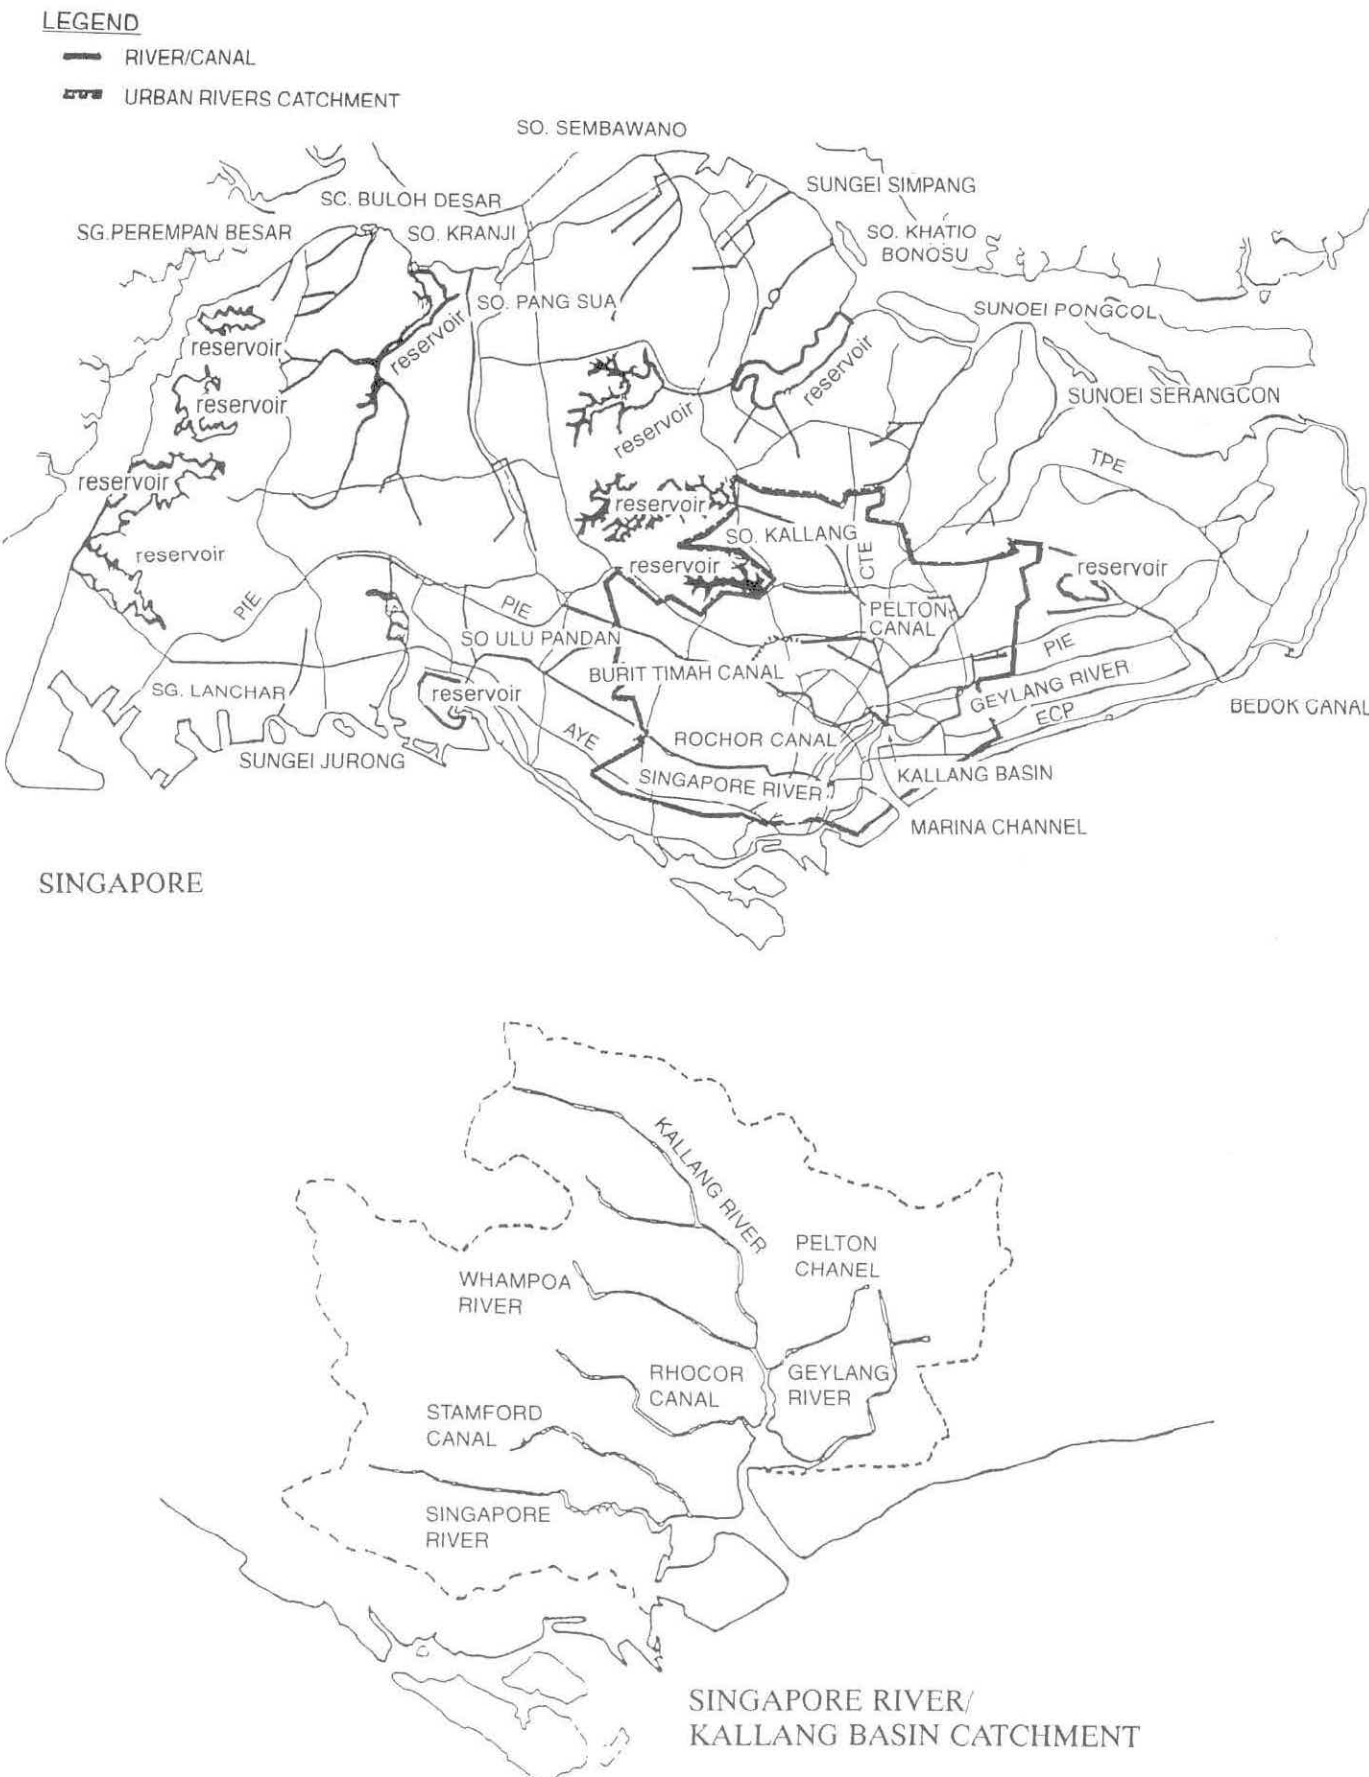 LEGEND
RIVER/CANAL
URBAN RIVERS CATCHMENT
SO. SEMBAWANO
SUNGEI SIMPANG
SC. BULOH DESAR
SG.PEREMPAN BESAR
SO. KRANJI
SO. KHATIO
BONOSU
SO. PANG SUA
SUNOEI PONGCOL
reservoir
reservoir
reservoir
reservoir
SUNOEI SERANGCON
reservoir
reservoir
TPE
reservoir
reservoir
SO. KALLANG
reservoir
CTE
reservoir
reservoir
PIE
PIE
PELTON
CANAL
SO ULU PANDAN
PIE
BURIT TIMAH CANAL
SG. LANCHAR
reservoir
GEYLANG RIVER
BEDOK CANAL
ECP
AYE
ROCHOR CANAL
SUNGEI JURONG
SINGAPORE RIVER
KALLANG BASIN
MARINA CHANNEL
SINGAPORE
KALLANG RIVER
PELTON
CHANEL
WHAMPOA
RIVER
RHOCOR
CANAL
GEYLANG
RIVER
STAMFORD
CANAL
SINGAPORE
RIVER
SINGAPORE RIVER/
KALLANG BASIN CATCHMENT